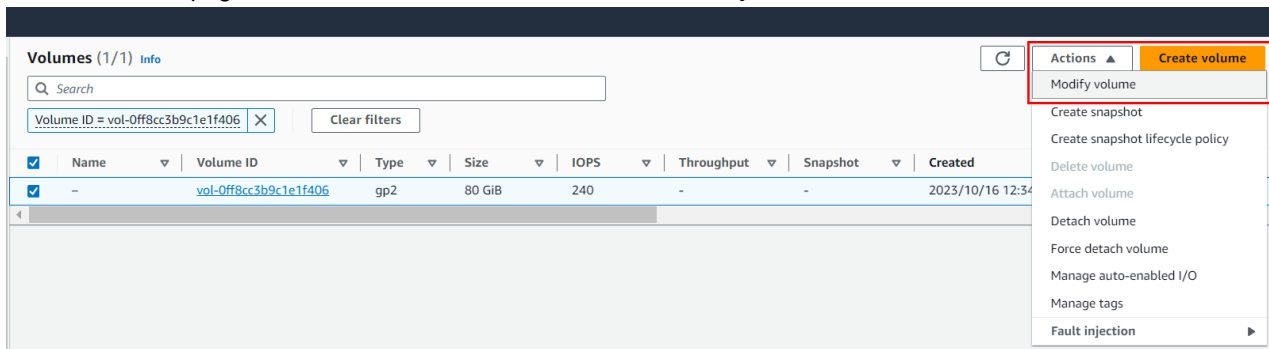 Volumes (1/1) Info
Actions ▲ Create volume
Search
Volume ID = vol-0ff8cc3b9c1e1f406 Clear filters
Name Volume ID Type Size IOPS Throughput Snapshot Created
– vol-0ff8cc3b9c1e1f406 gp2 80 GiB 240 - - 2023/10/16 12:34
Modify volume
Create snapshot
Create snapshot lifecycle policy
Delete volume
Attach volume
Detach volume
Force detach volume
Manage auto-enabled I/O
Manage tags
Fault injection